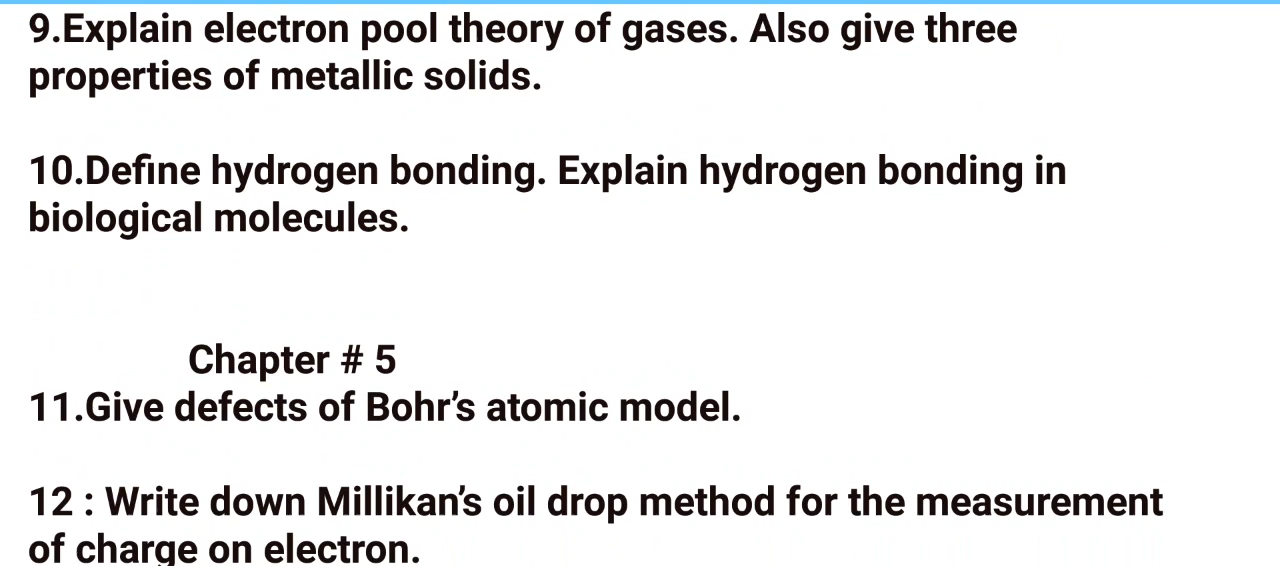 9.Explain electron pool theory of gases. Also give three
properties of metallic solids.
10.Define hydrogen bonding. Explain hydrogen bonding in
biological molecules.
Chapter # 5
11.Give defects of Bohr’s atomic model.
12 : Write down Millikan’s oil drop method for the measurement
of charge on electron.